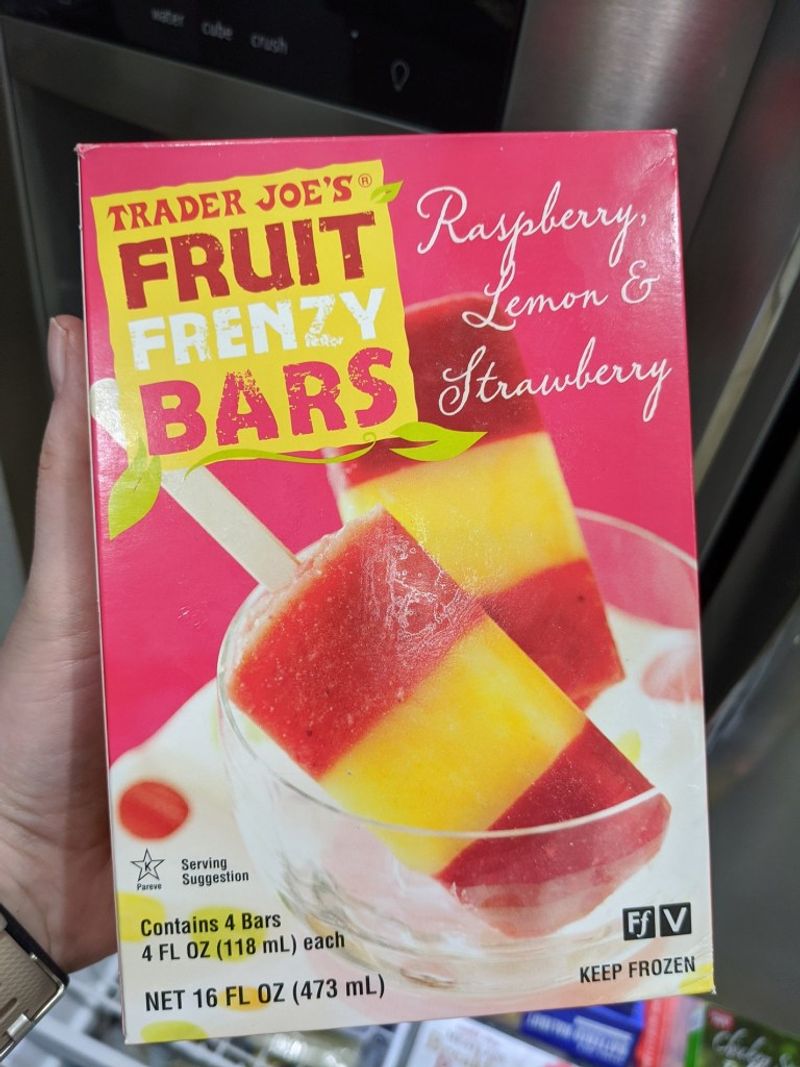 water cube crush
TRADER JOE'S®
FRUIT
FRENZY
BARS
Raspberry,
Lemon &
Strawberry
K
Pareve
Serving
Suggestion
Contains 4 Bars
4 FL OZ (118 mL) each
NET 16 FL OZ (473 mL)
Ff V
KEEP FROZEN